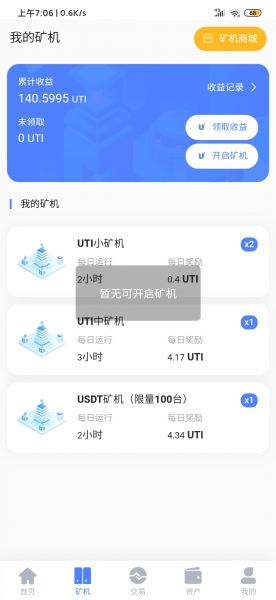 上午7:06 | 0.6K/s
我的矿机
矿机商城
累计收益
收益记录
140.5995 UTI
未领取
0 UTI
领取收益
开启矿机
我的矿机
UTI小矿机
x2
每日运行
每日奖励
2小时
0.4 UTI
暂无可开启矿机
UTI中矿机
x1
每日运行
每日奖励
3小时
4.17 UTI
USDT矿机（限量100台）
x1
每日运行
每日奖励
2小时
4.34 UTI
首页
矿机
交易
资产
我的